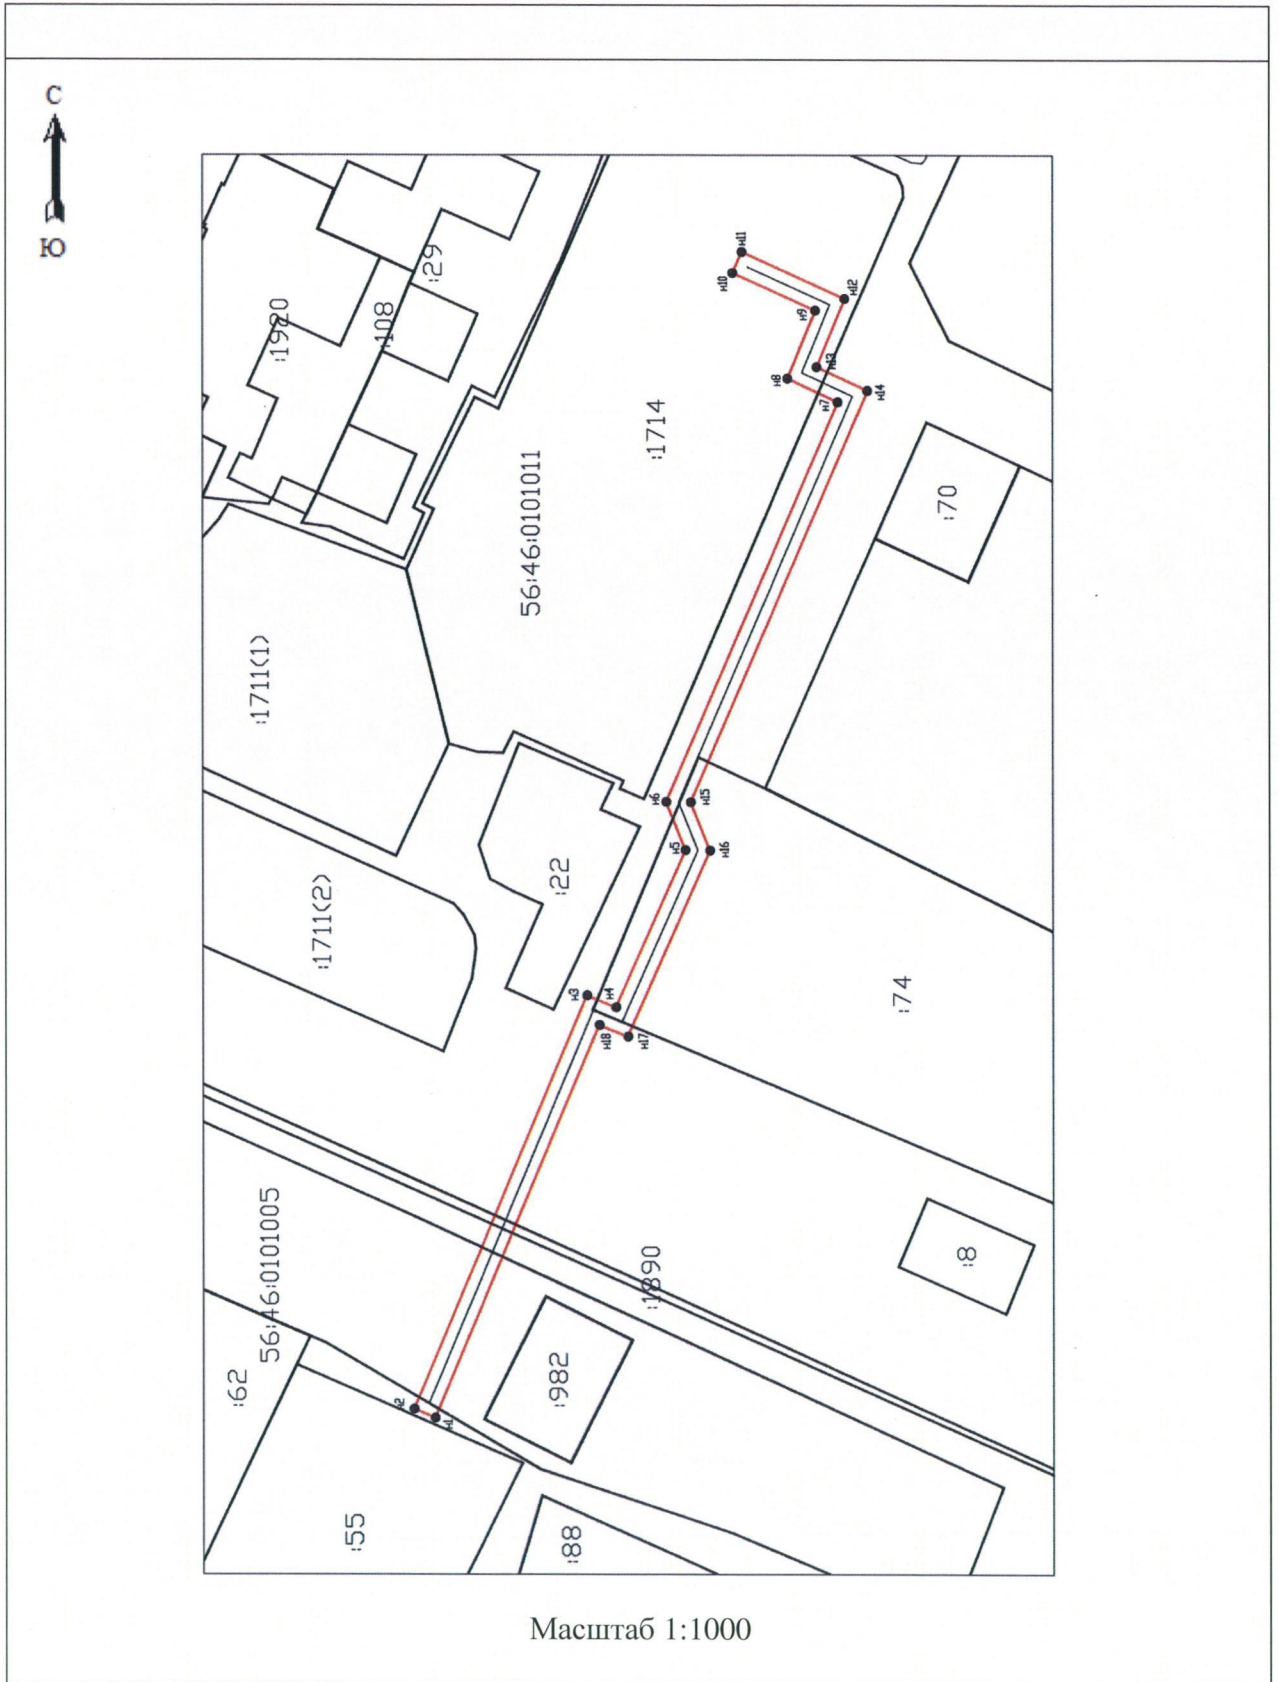 С
Ю
н11
н10
:29
:1920
:108
н12
н9
н13
н8
н14
н7
:1714
56:46:0101011
:70
:1711(1)
н6
н15
н5
н16
:22
:1711(2)
:74
н3
н4
н18
н17
56:46:0101005
:1890
:8
:982
:62
н2
н1
:55
:88
Масштаб 1:1000